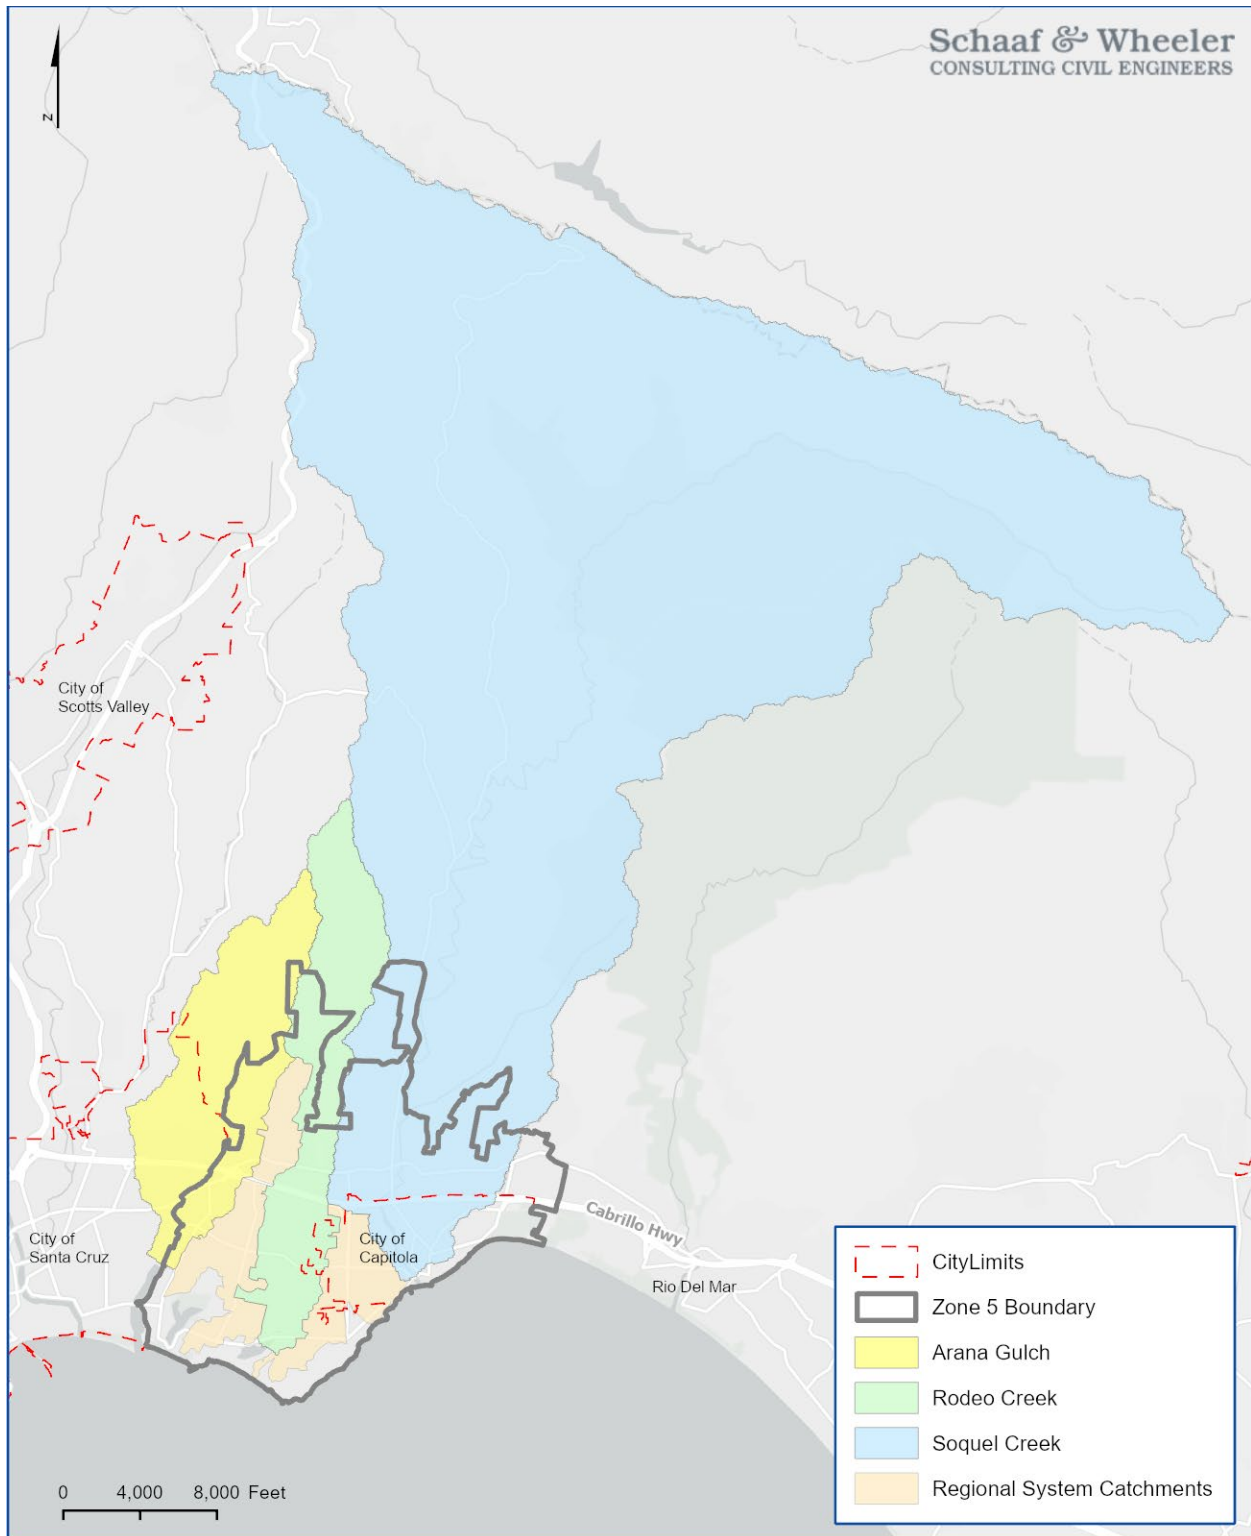 Schaaf & Wheeler
CONSULTING CIVIL ENGINEERS
N
City of
Scotts Valley
City of
Santa Cruz
City of
Capitola
Cabrillo Hwy
Rio Del Mar
CityLimits
Zone 5 Boundary
Arana Gulch
Rodeo Creek
Soquel Creek
Regional System Catchments
0 4,000 8,000 Feet